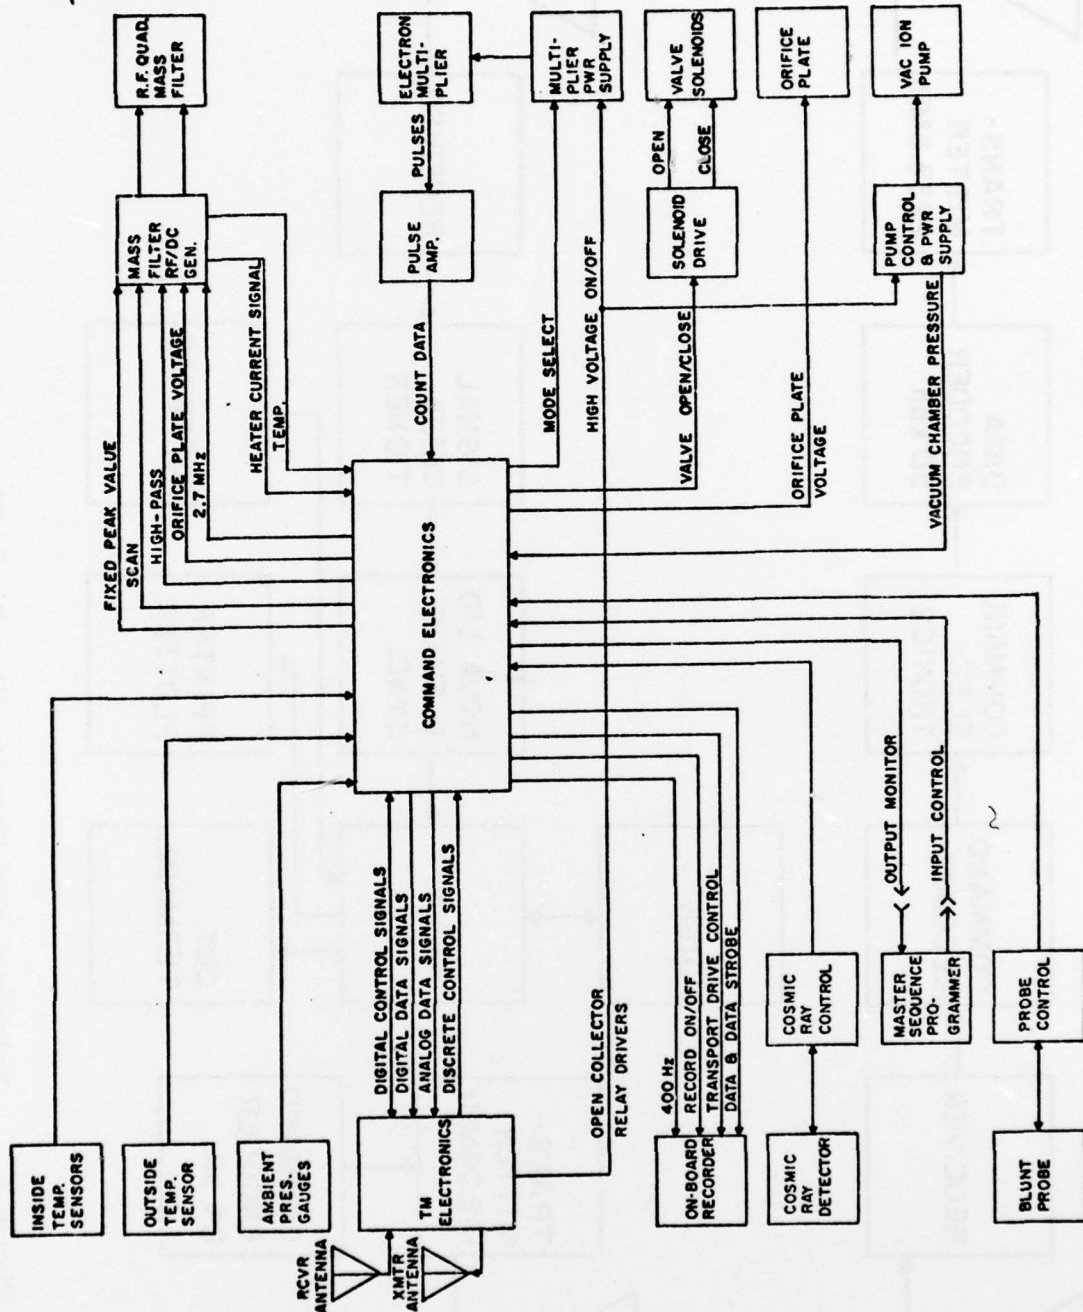 INSIDE
TEMP.
SENSORS
OUTSIDE
TEMP.
SENSOR
AMBIENT
PRES.
GAUGES
RCVR
ANTENNA
XMTR
ANTENNA
TM
ELECTRONICS
DIGITAL CONTROL SIGNALS
DIGITAL DATA SIGNALS
ANALOG DATA SIGNALS
DISCRETE CONTROL SIGNALS
OPEN COLLECTOR
RELAY DRIVERS
400 Hz
RECORD ON/OFF
TRANSPORT DRIVE CONTROL
DATA & DATA STROBE
ON-BOARD
RECORDER
COSMIC
RAY
DETECTOR
COSMIC
RAY
CONTROL
MASTER
SEQUENCE
PRO-
GRAMMER
OUTPUT MONITOR
INPUT CONTROL
BLUNT
PROBE
PROBE
CONTROL
COMMAND ELECTRONICS
FIXED PEAK VALUE
SCAN
HIGH-PASS
ORIFICE PLATE VOLTAGE
2.7 MHz
HEATER CURRENT SIGNAL
TEMP.
MASS
FILTER
RF/DC
GEN.
R.F. QUAD.
MASS
FILTER
COUNT DATA
PULSE
AMP.
PULSES
ELECTRON
MULTI-
PLIER
MODE SELECT
HIGH VOLTAGE ON/OFF
MULTI-
PLIER
PWR
SUPPLY
VALVE OPEN/CLOSE
SOLENOID
DRIVE
OPEN
CLOSE
VALVE
SOLENOIDS
ORIFICE PLATE
VOLTAGE
ORIFICE
PLATE
VACUUM CHAMBER PRESSURE
PUMP
CONTROL
& PWR
SUPPLY
VAC ION
PUMP